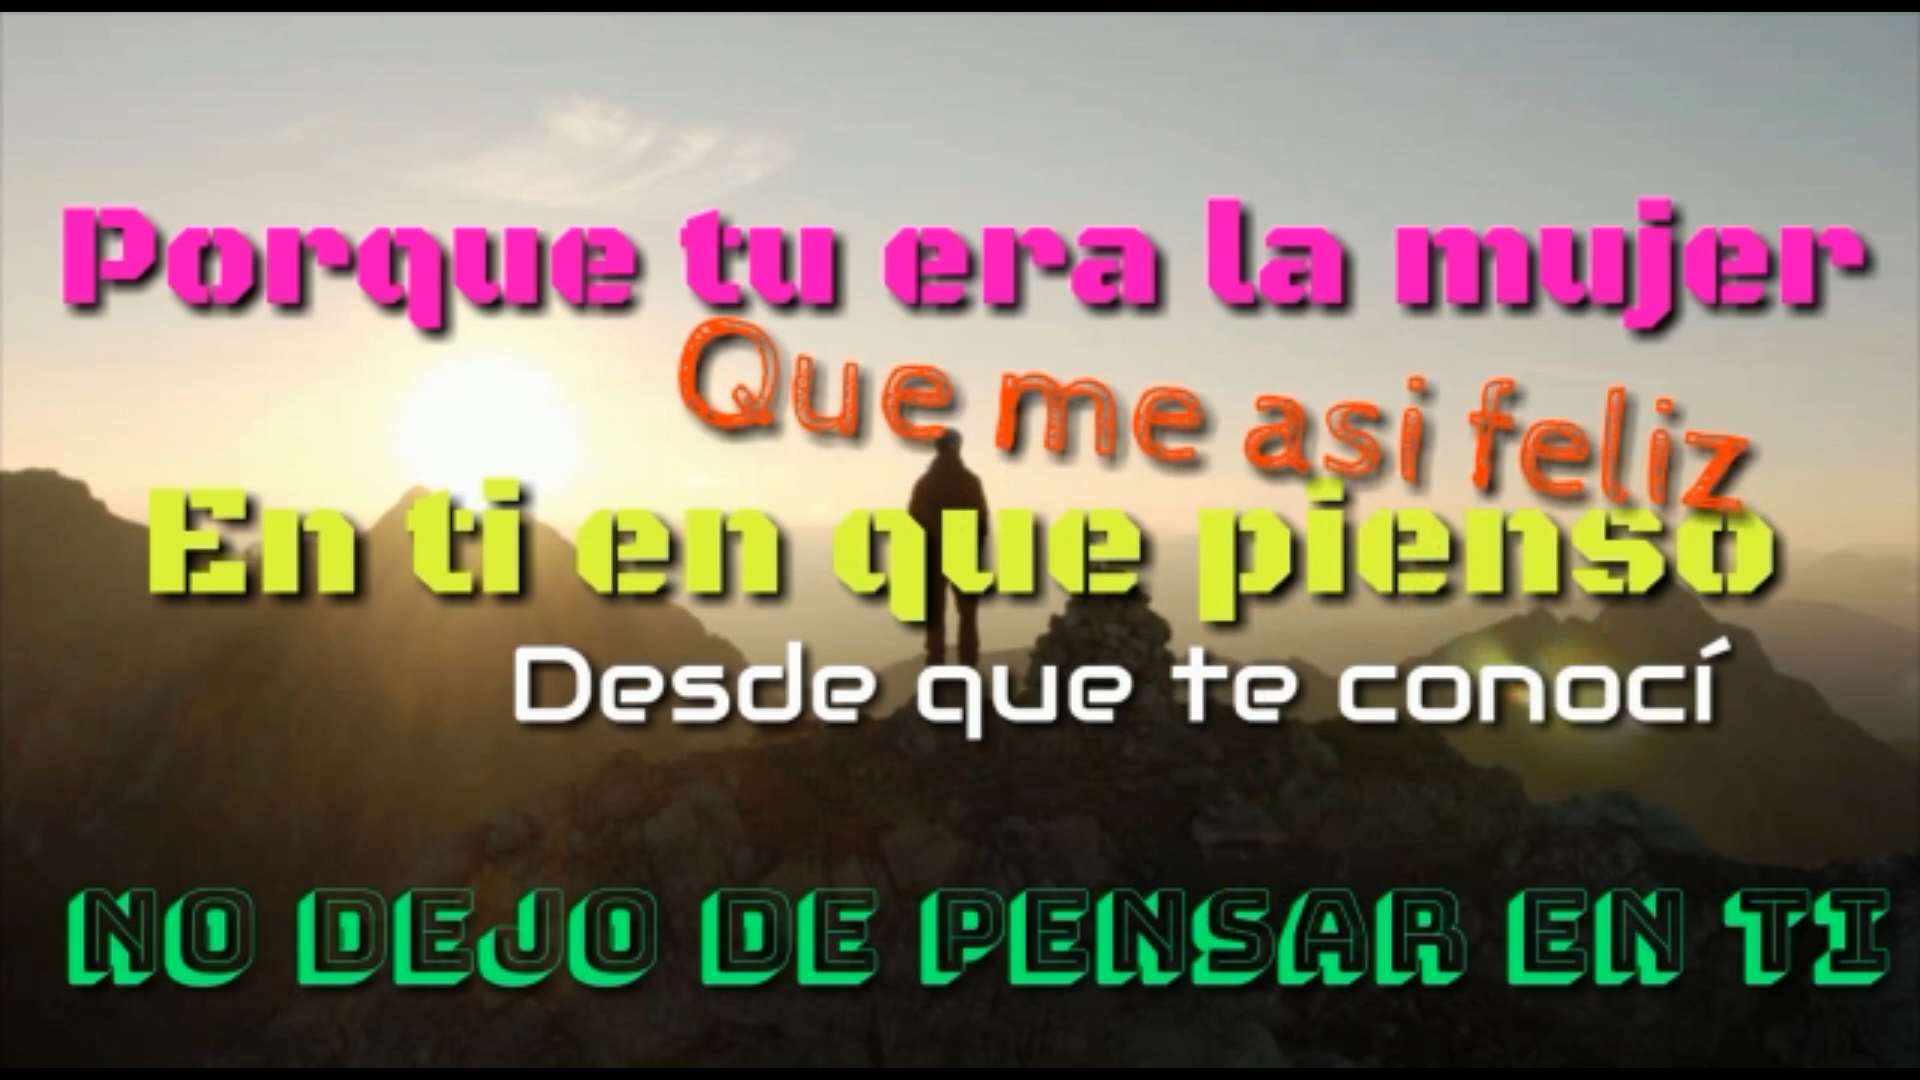 Porque tu era la mujer
Que me asi feliz
En ti en que pienso
Desde que te conocí
NO DEJO DE PENSAR EN TI